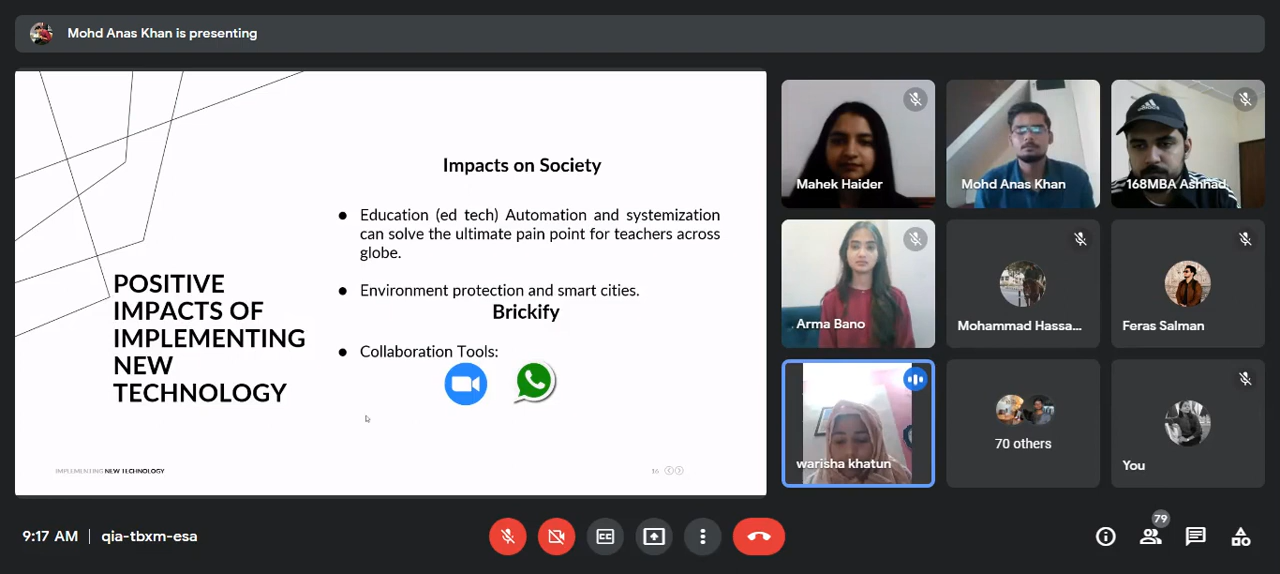 Mohd Anas Khan is presenting
POSITIVE
IMPACTS OF
IMPLEMENTING
NEW
TECHNOLOGY
Impacts on Society
● Education (ed tech) Automation and systemization
can solve the ultimate pain point for teachers across
globe.
● Environment protection and smart cities.
Brickify
● Collaboration Tools:
IMPLEMENTING NEW TECHNOLOGY
16
Mahek Haider
Mohd Anas Khan
168MBA Ashhad
Arma Bano
Mohammad Hassa...
Feras Salman
warisha khatun
70 others
You
9:17 AM | qia-tbxm-esa
CC
79